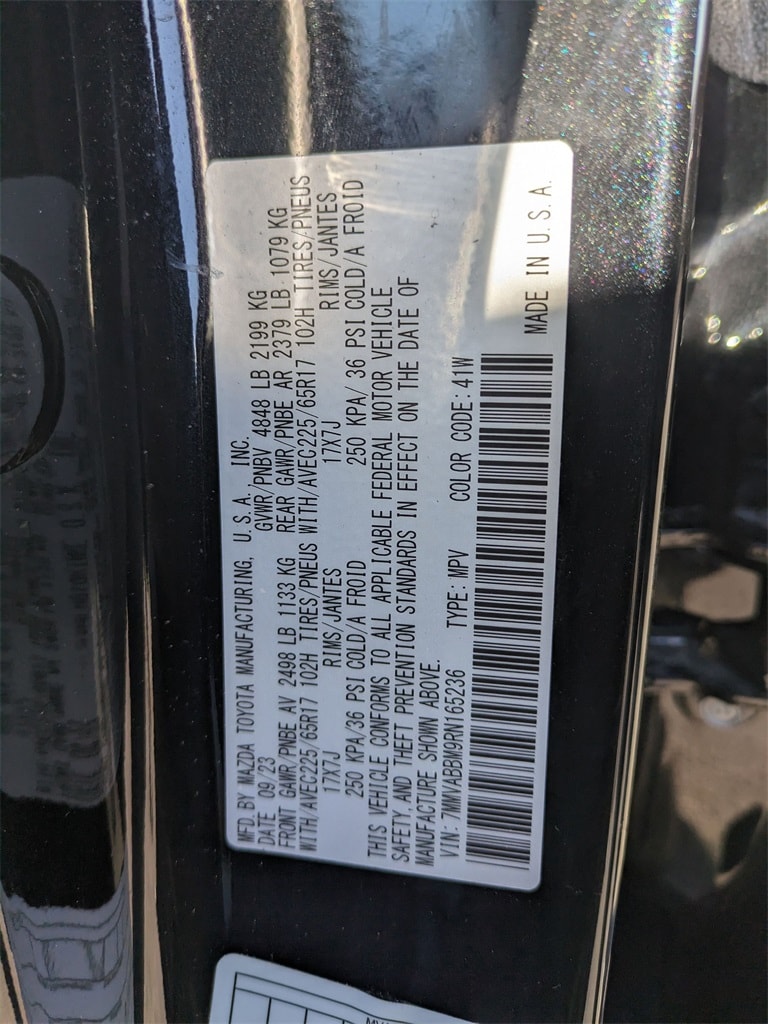 MFD. BY MAZDA TOYOTA MANUFACTURING, U.S.A., INC.
DATE 09/23 GVWR/PNBV 4848 LB 2199 KG
FRONT GAWR/PNBE AV 2498 LB 1133 KG REAR GAWR/PNBE AR 2379 LB 1079 KG
WITH/AVEC225/65R17 102H TIRES/PNEUS WITH/AVEC225/65R17 102H TIRES/PNEUS
17X7J RIMS/JANTES 17X7J RIMS/JANTES
250 KPA/36 PSI COLD/A FROID 250 KPA/ 36 PSI COLD/A FROID
THIS VEHICLE CONFORMS TO ALL APPLICABLE FEDERAL MOTOR VEHICLE
SAFETY AND THEFT PREVENTION STANDARDS IN EFFECT ON THE DATE OF
MANUFACTURE SHOWN ABOVE.
VIN: 7MMVABBM9RN165236 TYPE: MPV COLOR CODE: 41W
MADE IN U.S.A.